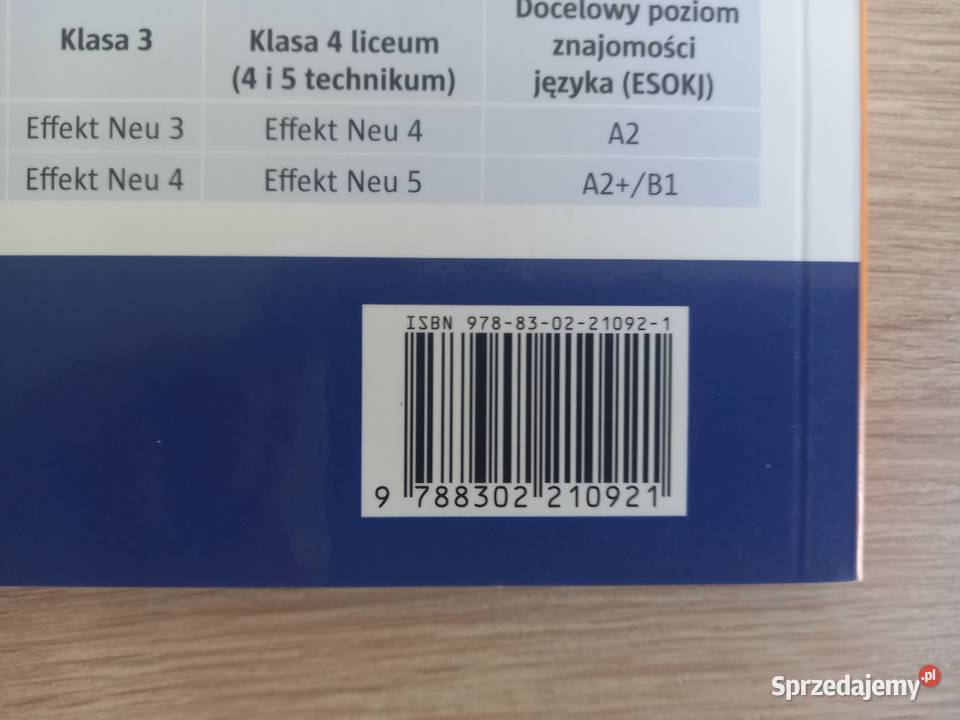 Docelowy poziom
znajomości
języka (ESOKJ)
Klasa 3
Klasa 4 liceum
(4 i 5 technikum)
Effekt Neu 3 Effekt Neu 4 A2
Effekt Neu 4 Effekt Neu 5 A2+/B1
ISBN 978-83-02-21092-1
9 788302 210921
Sprzedajemy.pl